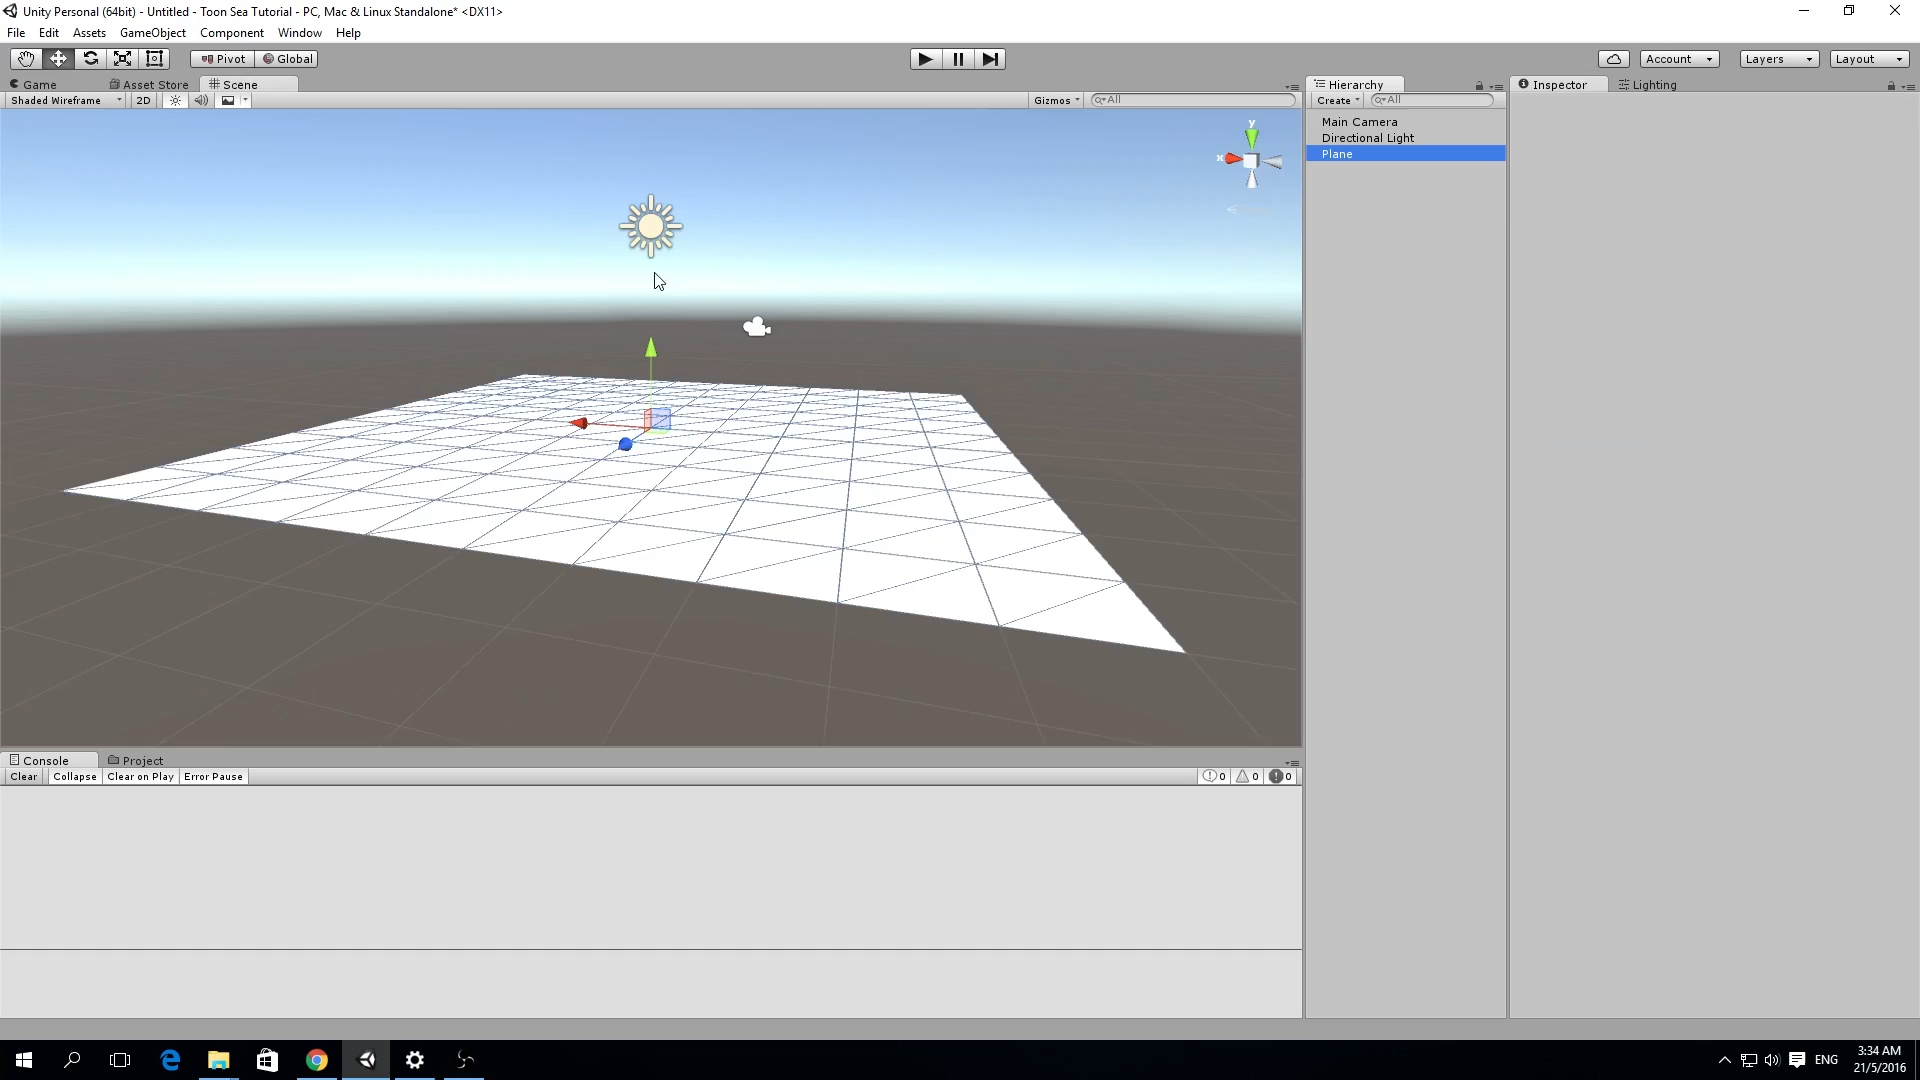 Unity Personal (64bit) - Untitled - Toon Sea Tutorial - PC, Mac & Linux Standalone* <DX11>
File Edit Assets GameObject Component Window Help
Pivot Global Account Layers Layout
Game Asset Store Scene Hierarchy Inspector Lighting
Shaded Wireframe 2D Gizmos All Create All
Main Camera
Directional Light
Plane
y
x
Console Project
Clear Collapse Clear on Play Error Pause 0 0 0
ENG
3:34 AM
21/5/2016